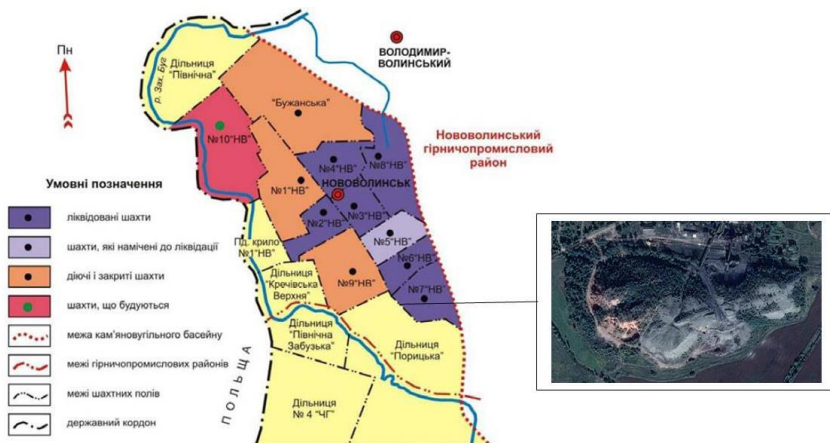 Пн
р. Зах. Буг
Дільниця
"Північна"
ВОЛОДИМИР-
ВОЛИНСЬКИЙ
"Бужанська"
Нововолинський
гірничопромисловий
район
№10"НВ"
№4"НВ"
№8"НВ"
№1"НВ"
НОВОВОЛИНСЬК
№2"НВ"
№3"НВ"
№5"НВ"
Пд. крило
№1"НВ"
№6"НВ"
Дільниця
"Кречівська
Верхня"
№9"НВ"
№7"НВ"
Дільниця
"Північна
Забузька"
Дільниця
"Порицька"
ПОЛЬЩА
Дільниця
№ 4 "ЧГ"
Умовні позначення
ліквідовані шахти
шахти, які намічені до ліквідації
діючі і закриті шахти
шахти, що будуються
межа кам'яновугільного басейну
межі гірничопромислових районів
межі шахтних полів
державний кордон